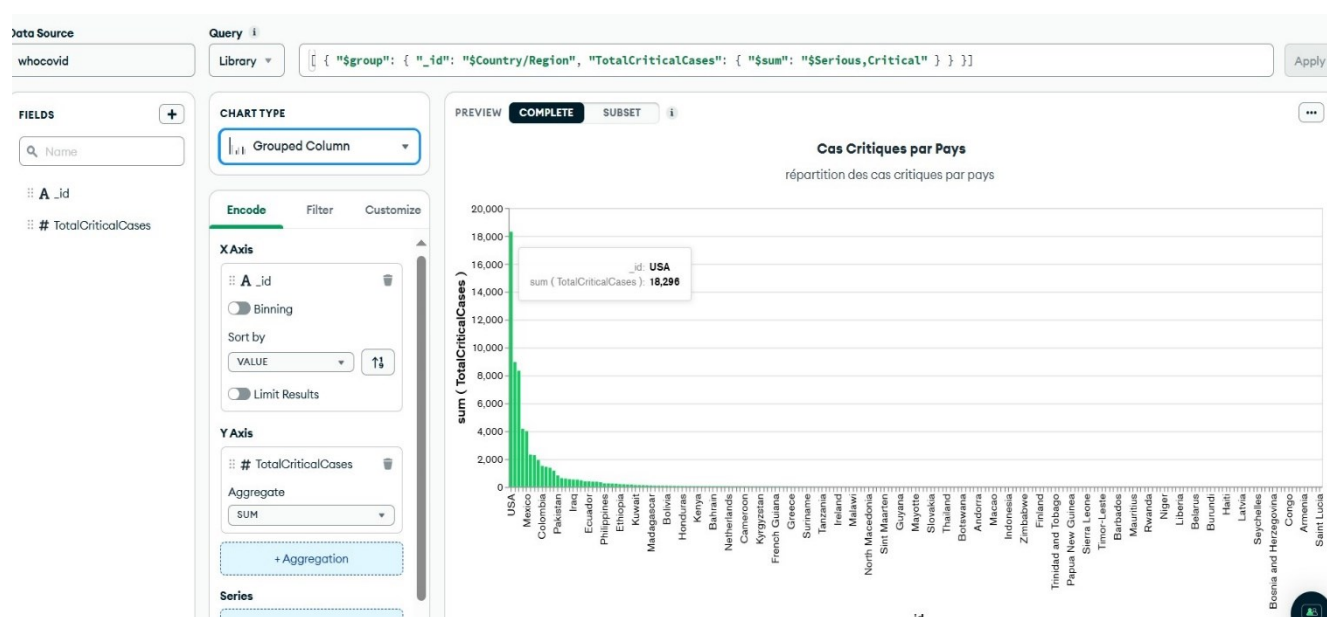 Data Source
whocovid
Query i
Library
[ { "$group": { "_id": "$Country/Region", "TotalCriticalCases": { "$sum": "$Serious,Critical" } } }]
Apply
FIELDS
+
Name
A _id
# TotalCriticalCases
CHART TYPE
Grouped Column
Encode Filter Customize
X Axis
A _id
Binning
Sort by
VALUE
Limit Results
Y Axis
# TotalCriticalCases
Aggregate
SUM
+ Aggregation
Series
PREVIEW COMPLETE SUBSET i
Cas Critiques par Pays
répartition des cas critiques par pays
sum ( TotalCriticalCases )
20,000
18,000
16,000
14,000
12,000
10,000
8,000
6,000
4,000
2,000
0
_id: USA
sum ( TotalCriticalCases ): 18,296
USA
Mexico
Colombia
Pakistan
Iraq
Ecuador
Philippines
Ethiopia
Kuwait
Madagascar
Bolivia
Honduras
Kenya
Bahrain
Netherlands
Cameroon
Kyrgyzstan
French Guiana
Greece
Suriname
Tanzania
Ireland
Malawi
North Macedonia
Sint Maarten
Guyana
Mayotte
Slovakia
Thailand
Botswana
Andorra
Macao
Indonesia
Zimbabwe
Finland
Trinidad and Tobago
Papua New Guinea
Sierra Leone
Timor-Leste
Barbados
Mauritius
Rwanda
Niger
Liberia
Belarus
Burundi
Haiti
Latvia
Seychelles
Bosnia and Herzegovina
Congo
Armenia
Saint Lucia